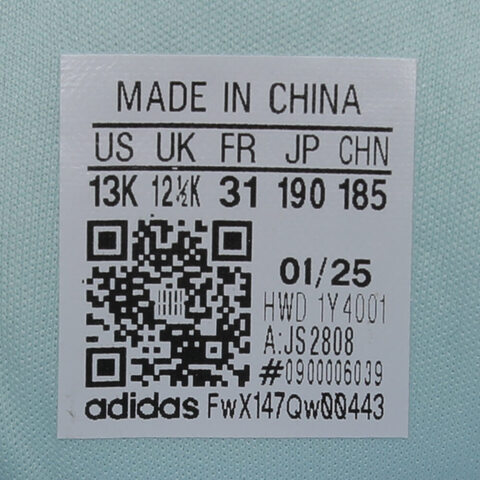 MADE IN CHINA
US UK FR JP CHN
13K 12½K 31 190 185
01/25
HWD 1Y4001
A:JS2808
#0900006039
adidas FwX147Qw00443